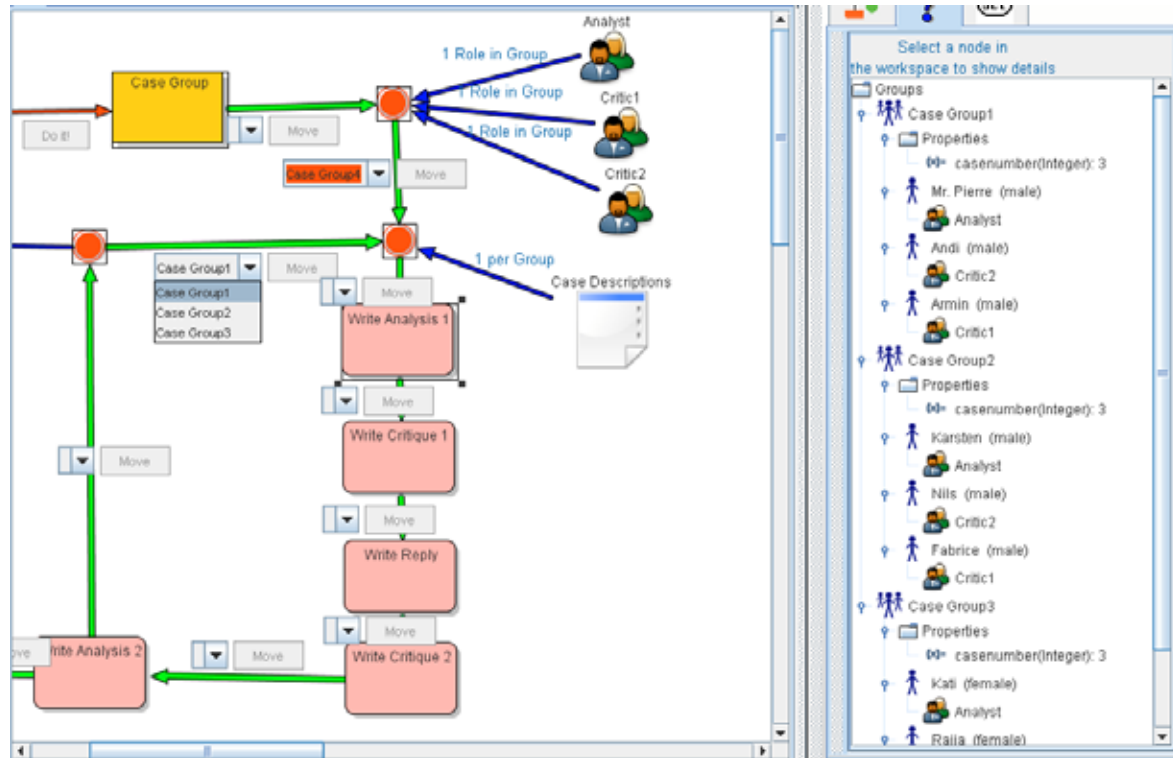 Analyst
1 Role in Group
Case Group
Critic1
1 Role in Group
Do it!
Move
1 Role in Group
Critic2
Case Group4
Move
1 per Group
Case Group1
Move
Case Descriptions
Case Group1
Case Group2
Case Group3
Move
Write Analysis 1
Move
Write Critique 1
Move
Move
Write Reply
Move
Write Analysis 2
Move
Write Critique 2
Select a node in
the workspace to show details
Groups
Case Group1
Properties
casenumber(Integer): 3
Mr. Pierre (male)
Analyst
Andi (male)
Critic2
Armin (male)
Critic1
Case Group2
Properties
casenumber(Integer): 3
Karsten (male)
Analyst
Nils (male)
Critic2
Fabrice (male)
Critic1
Case Group3
Properties
casenumber(Integer): 3
Kati (female)
Analyst
Raija (female)